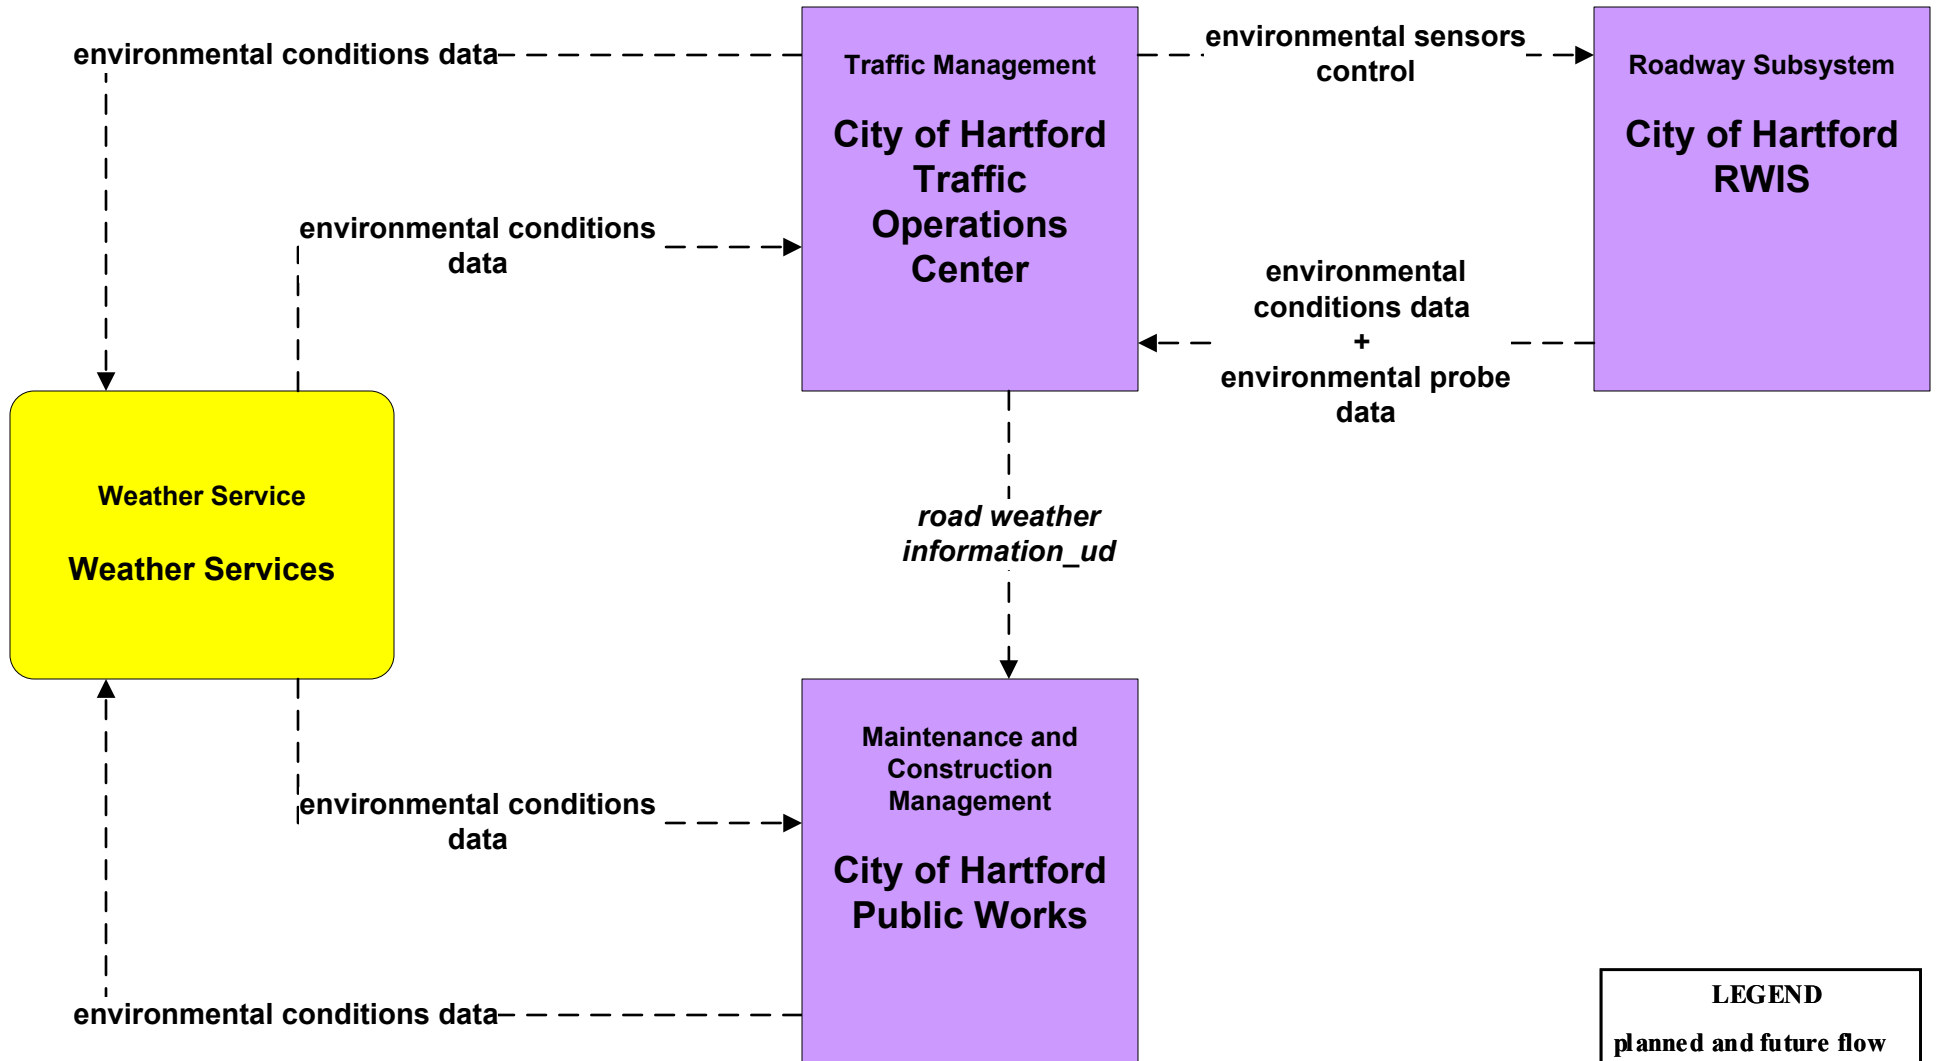 environmental conditions data
Traffic Management
City of Hartford
Traffic
Operations
Center
environmental sensors
control
Roadway Subsystem
City of Hartford
RWIS
environmental conditions
data
environmental
conditions data
+
environmental probe
data
Weather Service
Weather Services
road weather
information_ud
environmental conditions
data
Maintenance and
Construction
Management
City of Hartford
Public Works
environmental conditions data
LEGEND
planned and future flow